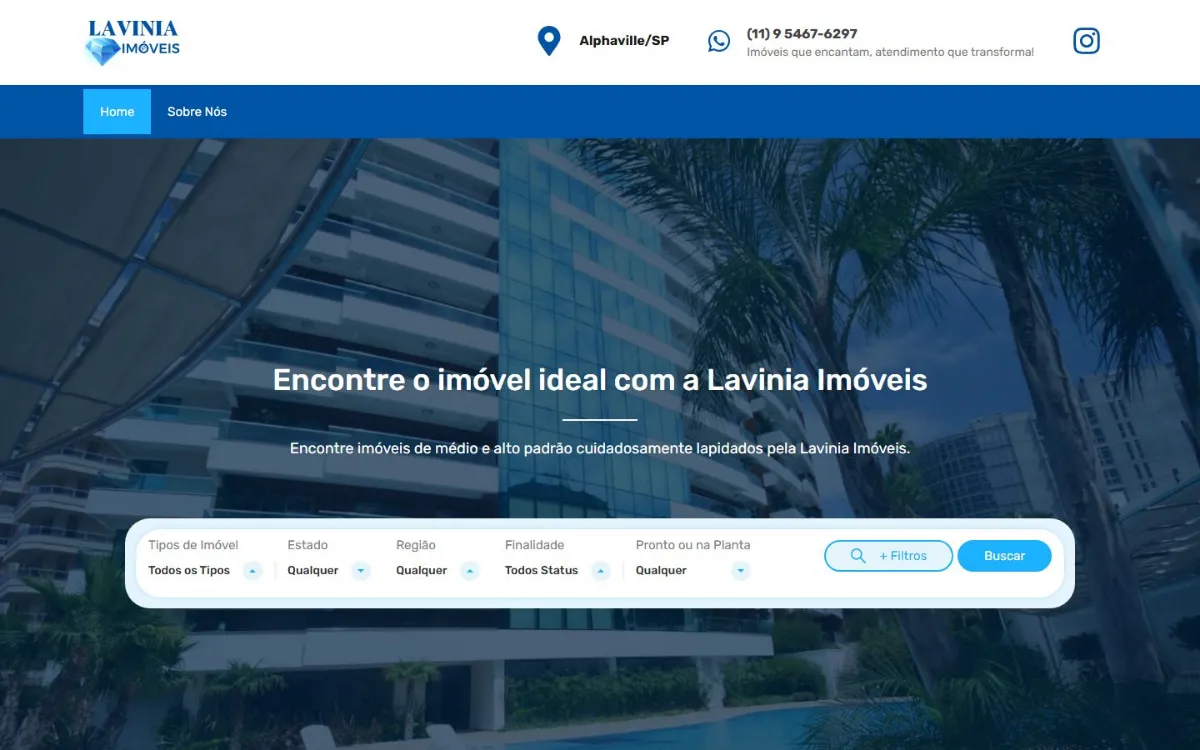 LAVINIA
IMÓVEIS
Alphaville/SP
(11) 9 5467-6297
Imóveis que encantam, atendimento que transforma!
Home
Sobre Nós
Encontre o imóvel ideal com a Lavinia Imóveis
Encontre imóveis de médio e alto padrão cuidadosamente lapidados pela Lavinia Imóveis.
Tipos de Imóvel
Todos os Tipos
Estado
Qualquer
Região
Qualquer
Finalidade
Todos Status
Pronto ou na Planta
Qualquer
+ Filtros
Buscar